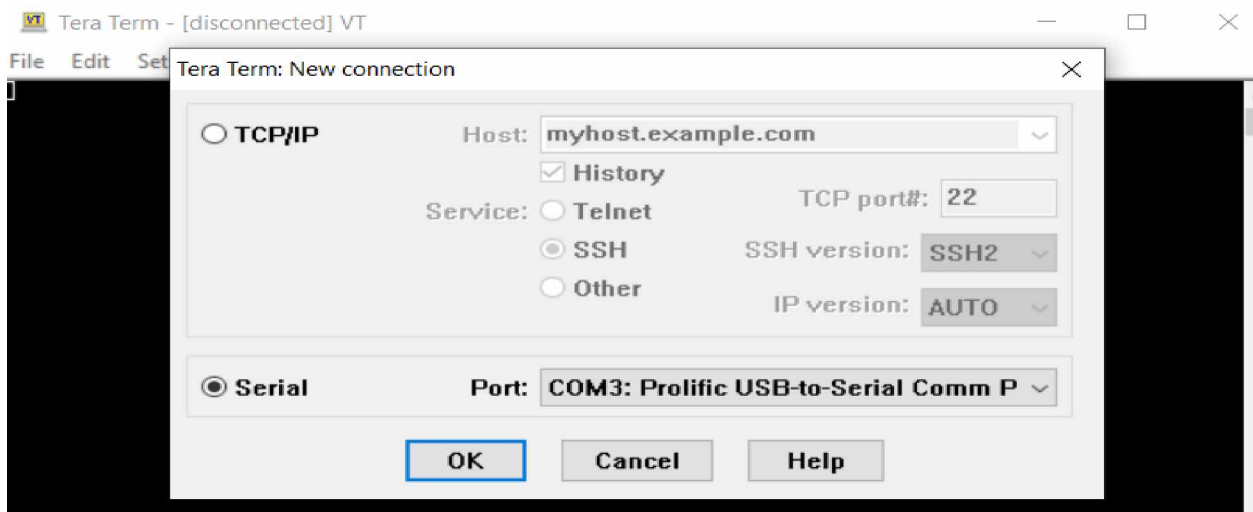 VT Tera Term - [disconnected] VT
File Edit Set
Tera Term: New connection
TCP/IP Host: myhost.example.com
History
Service: Telnet TCP port#: 22
SSH SSH version: SSH2
Other IP version: AUTO
Serial Port: COM3: Prolific USB-to-Serial Comm P
OK Cancel Help